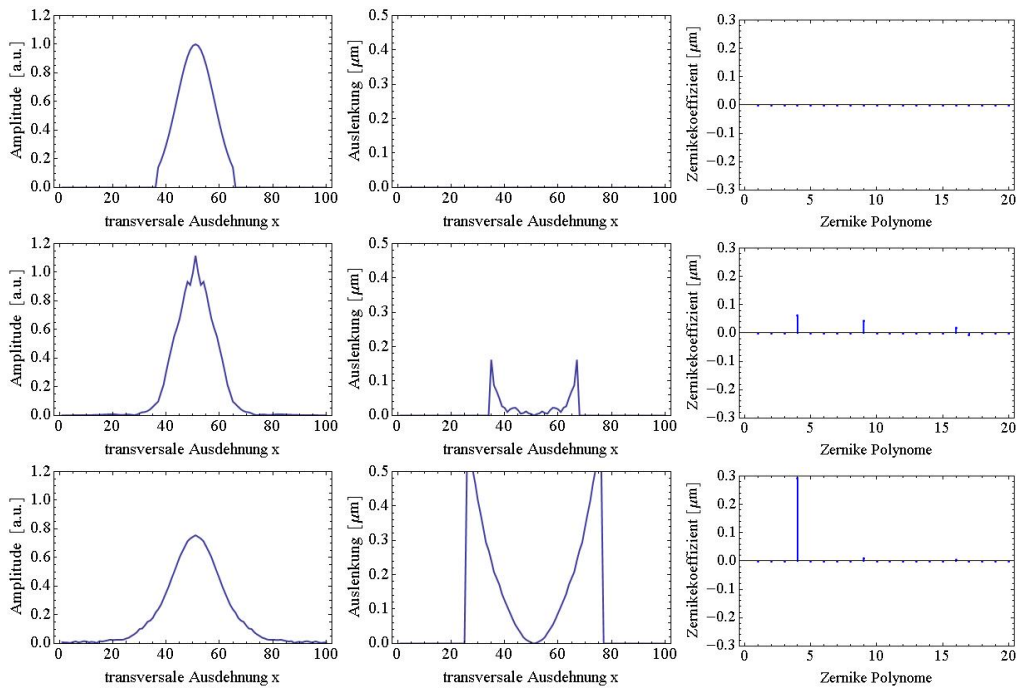 Amplitude [a.u.]
1.2
1.0
0.8
0.6
0.4
0.2
0.0
0 20 40 60 80 100
transversale Ausdehnung x
Auslenkung [μm]
0.5
0.4
0.3
0.2
0.1
0.0
0 20 40 60 80 100
transversale Ausdehnung x
Zernikekoeffizient [μm]
0.3
0.2
0.1
0.0
−0.1
−0.2
−0.3
0 5 10 15 20
Zernike Polynome
Amplitude [a.u.]
1.2
1.0
0.8
0.6
0.4
0.2
0.0
0 20 40 60 80 100
transversale Ausdehnung x
Auslenkung [μm]
0.5
0.4
0.3
0.2
0.1
0.0
0 20 40 60 80 100
transversale Ausdehnung x
Zernikekoeffizient [μm]
0.3
0.2
0.1
0.0
−0.1
−0.2
−0.3
0 5 10 15 20
Zernike Polynome
Amplitude [a.u.]
1.2
1.0
0.8
0.6
0.4
0.2
0.0
0 20 40 60 80 100
transversale Ausdehnung x
Auslenkung [μm]
0.5
0.4
0.3
0.2
0.1
0.0
0 20 40 60 80 100
transversale Ausdehnung x
Zernikekoeffizient [μm]
0.3
0.2
0.1
0.0
−0.1
−0.2
−0.3
0 5 10 15 20
Zernike Polynome